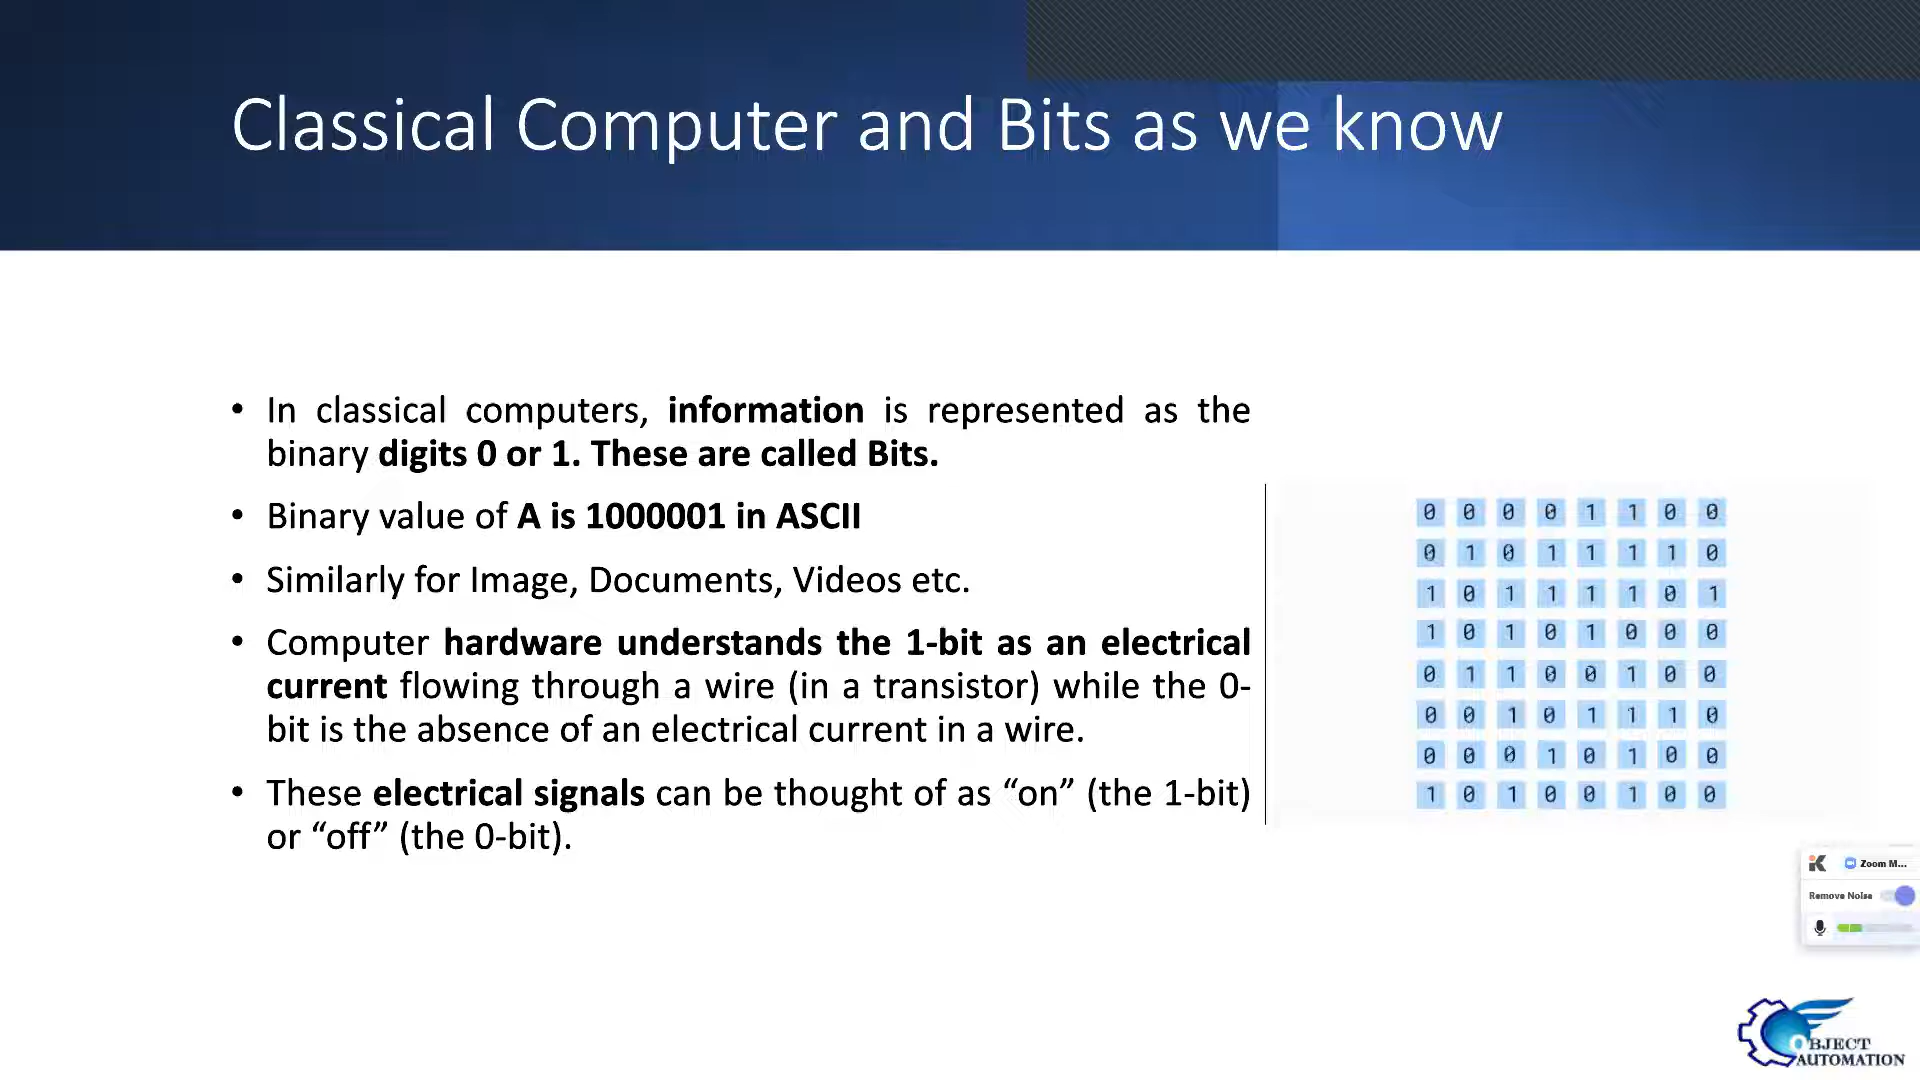 Classical Computer and Bits as we know
• In classical computers, information is represented as the
binary digits 0 or 1. These are called Bits.
• Binary value of A is 1000001 in ASCII
• Similarly for Image, Documents, Videos etc.
• Computer hardware understands the 1-bit as an electrical
current flowing through a wire (in a transistor) while the 0-
bit is the absence of an electrical current in a wire.
• These electrical signals can be thought of as “on” (the 1-bit)
or “off” (the 0-bit).
0 0 0 0 1 1 0 0
0 1 0 1 1 1 1 0
1 0 1 1 1 1 0 1
1 0 1 0 1 0 0 0
0 1 1 0 0 1 0 0
0 0 1 0 1 1 1 0
0 0 0 1 0 1 0 0
1 0 1 0 0 1 0 0
Zoom M...
Remove Noise
OBJECT
AUTOMATION